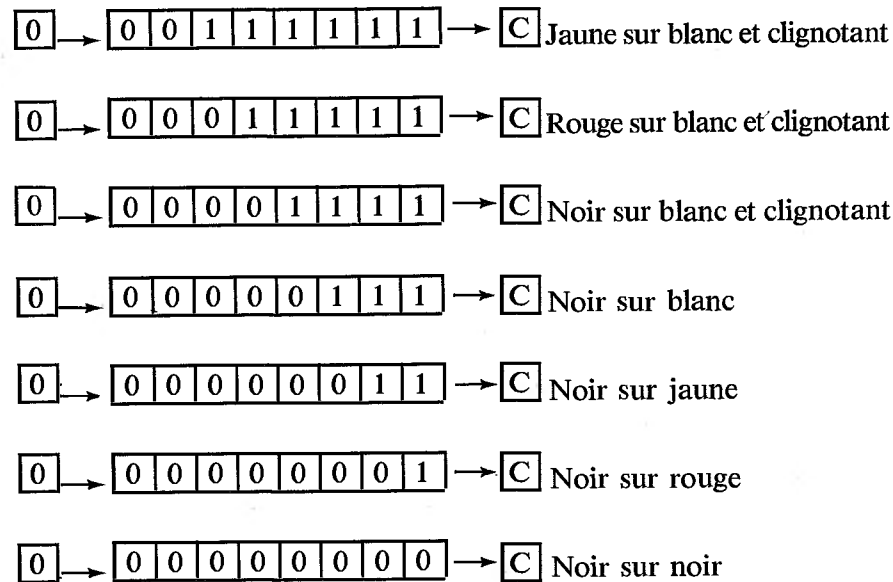 0 → 0 0 1 1 1 1 1 1 → C Jaune sur blanc et clignotant
0 → 0 0 0 1 1 1 1 1 → C Rouge sur blanc et clignotant
0 → 0 0 0 0 1 1 1 1 → C Noir sur blanc et clignotant
0 → 0 0 0 0 0 1 1 1 → C Noir sur blanc
0 → 0 0 0 0 0 0 1 1 → C Noir sur jaune
0 → 0 0 0 0 0 0 0 1 → C Noir sur rouge
0 → 0 0 0 0 0 0 0 0 → C Noir sur noir